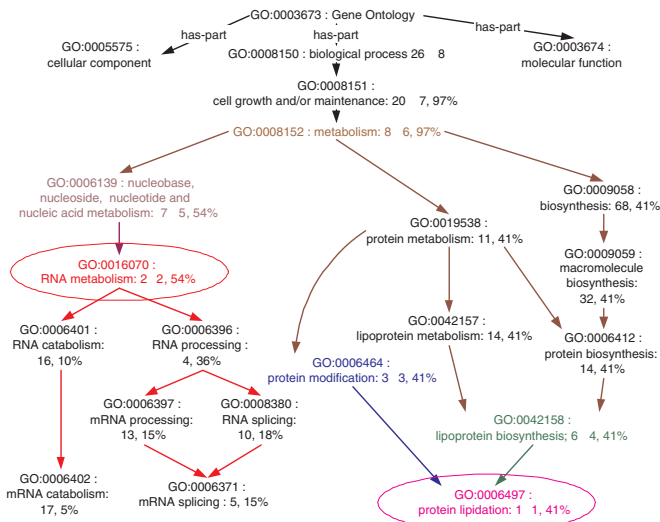 GO:0003673 : Gene Ontology
has-part
has-part
has-part
GO:0005575 :
cellular component
GO:0008150 : biological process 26 8
GO:0003674 :
molecular function
GO:0008151 :
cell growth and/or maintenance: 20 7, 97%
GO:0008152 : metabolism: 8 6, 97%
GO:0006139 : nucleobase,
nucleoside, nucleotide and
nucleic acid metabolism: 7 5, 54%
GO:0009058 :
biosynthesis: 68, 41%
GO:0019538 :
protein metabolism: 11, 41%
GO:0009059 :
macromolecule
biosynthesis:
32, 41%
GO:0016070 :
RNA metabolism: 2 2, 54%
GO:0006401 :
RNA catabolism:
16, 10%
GO:0006396 :
RNA processing :
4, 36%
GO:0042157 :
lipoprotein metabolism: 14, 41%
GO:0006412 :
protein biosynthesis:
14, 41%
GO:0006464 :
protein modification: 3 3, 41%
GO:0006397 :
mRNA processing:
13, 15%
GO:0008380 :
RNA splicing:
10, 18%
GO:0042158 :
lipoprotein biosynthesis; 6 4, 41%
GO:0006402 :
mRNA catabolism:
17, 5%
GO:0006371 :
mRNA splicing : 5, 15%
GO:0006497 :
protein lipidation: 1 1, 41%